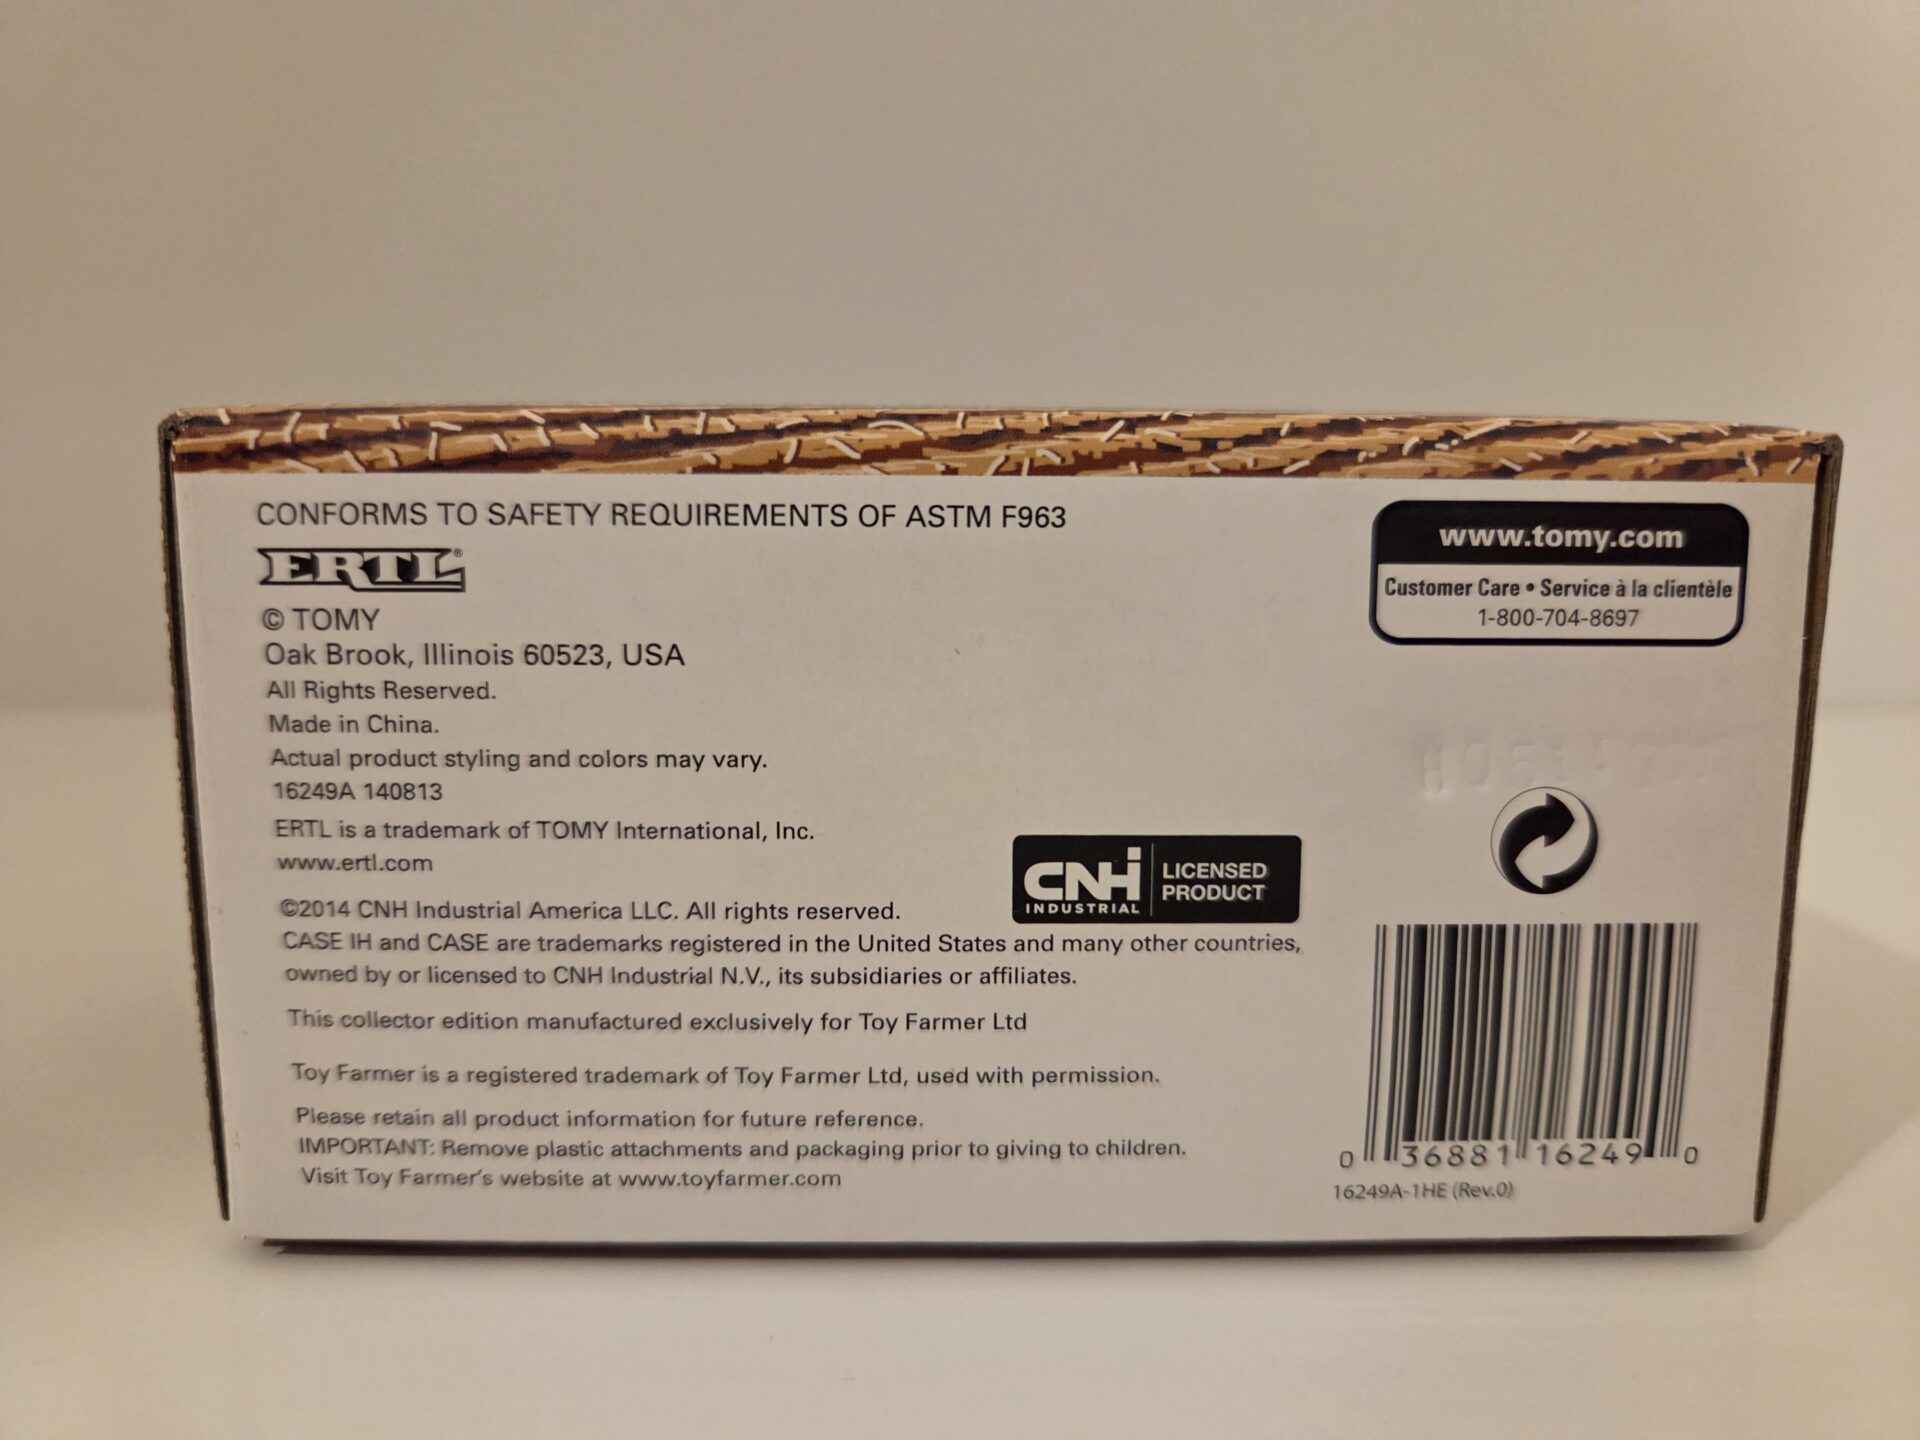 CONFORMS TO SAFETY REQUIREMENTS OF ASTM F963
ERTL®
© TOMY
Oak Brook, Illinois 60523, USA
All Rights Reserved.
Made in China.
Actual product styling and colors may vary.
16249A 140813
ERTL is a trademark of TOMY International, Inc.
www.ertl.com
©2014 CNH Industrial America LLC. All rights reserved.
CASE IH and CASE are trademarks registered in the United States and many other countries,
owned by or licensed to CNH Industrial N.V., its subsidiaries or affiliates.
This collector edition manufactured exclusively for Toy Farmer Ltd
Toy Farmer is a registered trademark of Toy Farmer Ltd, used with permission.
Please retain all product information for future reference.
IMPORTANT: Remove plastic attachments and packaging prior to giving to children.
Visit Toy Farmer's website at www.toyfarmer.com
CNH
INDUSTRIAL
LICENSED
PRODUCT
www.tomy.com
Customer Care • Service à la clientèle
1-800-704-8697
0 36881 16249 0
16249A-1HE (Rev.0)